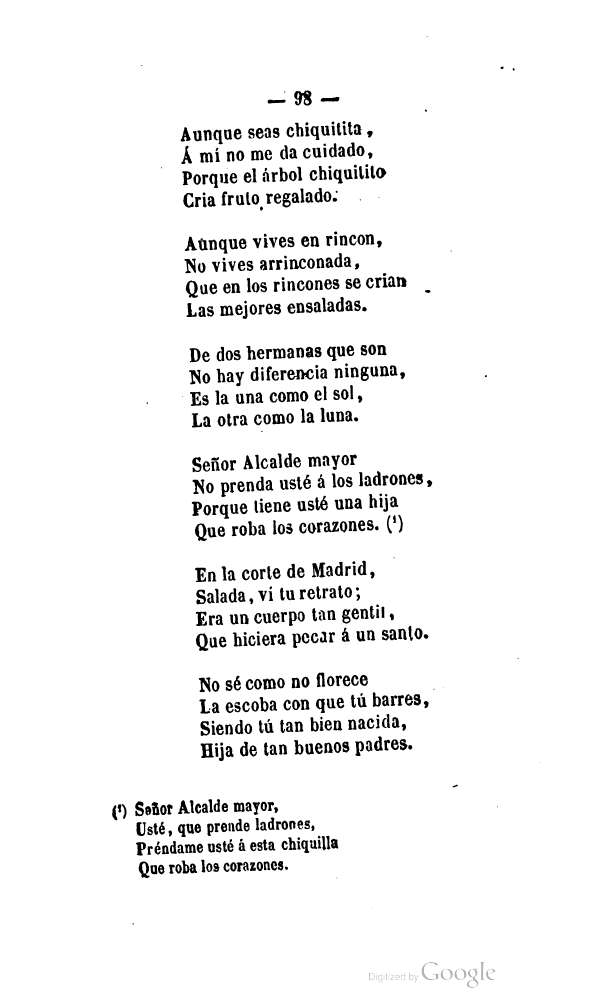 — 98 —
Aunque seas chiquitita,
Á mí no me da cuidado,
Porque el árbol chiquitito
Cria fruto regalado.
Aunque vives en rincon,
No vives arrinconada,
Que en los rincones se crian
Las mejores ensaladas.
De dos hermanas que son
No hay diferencia ninguna,
Es la una como el sol,
La otra como la luna.
Señor Alcalde mayor
No prenda usté á los ladrones,
Porque tiene usté una hija
Que roba los corazones. (¹)
En la corte de Madrid,
Salada, vi tu retrato;
Era un cuerpo tan gentil,
Que hiciera pecar á un santo.
No sé como no florece
La escoba con que tú barres,
Siendo tú tan bien nacida,
Hija de tan buenos padres.
(¹) Señor Alcalde mayor,
Usté, que prende ladrones,
Préndame usté á esta chiquilla
Que roba los corazones.
Digitized by Google